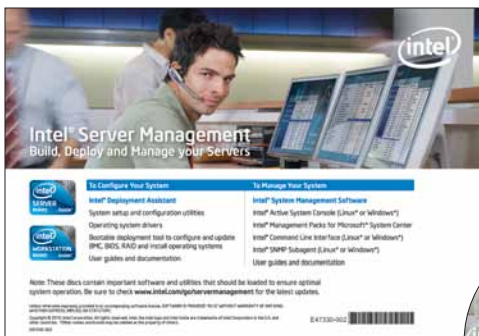 intel
Intel® Server Management
Build, Deploy and Manage your Servers
intel
SERVER
inside
To Configure Your System
Intel® Deployment Assistant
System setup and configuration utilities
Operating system drivers
Bootable deployment tool to configure and update
BMC, BIOS, RAID and install operating systems
User guides and documentation
To Manage Your System
Intel® System Management Software
Intel® Active System Console (Linux* or Windows*)
Intel® Management Packs for Microsoft* System Center
Intel® Command Line Interface (Linux* or Windows*)
Intel® SNMP Subagent (Linux* or Windows*)
User guides and documentation
intel
WORKSTATION
inside
Note: These discs contain important software and utilities that should be loaded to ensure optimal
system operation. Be sure to check www.intel.com/go/servermanagement for the latest updates.
E47330-002